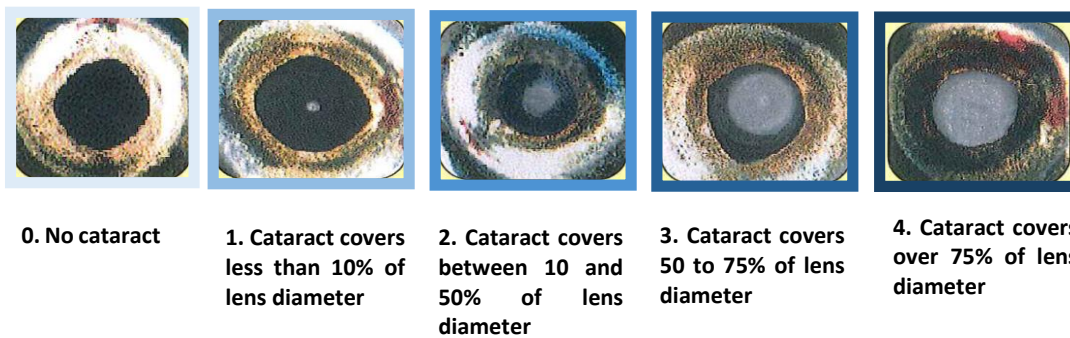 0. No cataract
1. Cataract covers
less than 10% of
lens diameter
2. Cataract covers
between 10 and
50% of lens
diameter
3. Cataract covers
50 to 75% of lens
diameter
4. Cataract covers
over 75% of lens
diameter